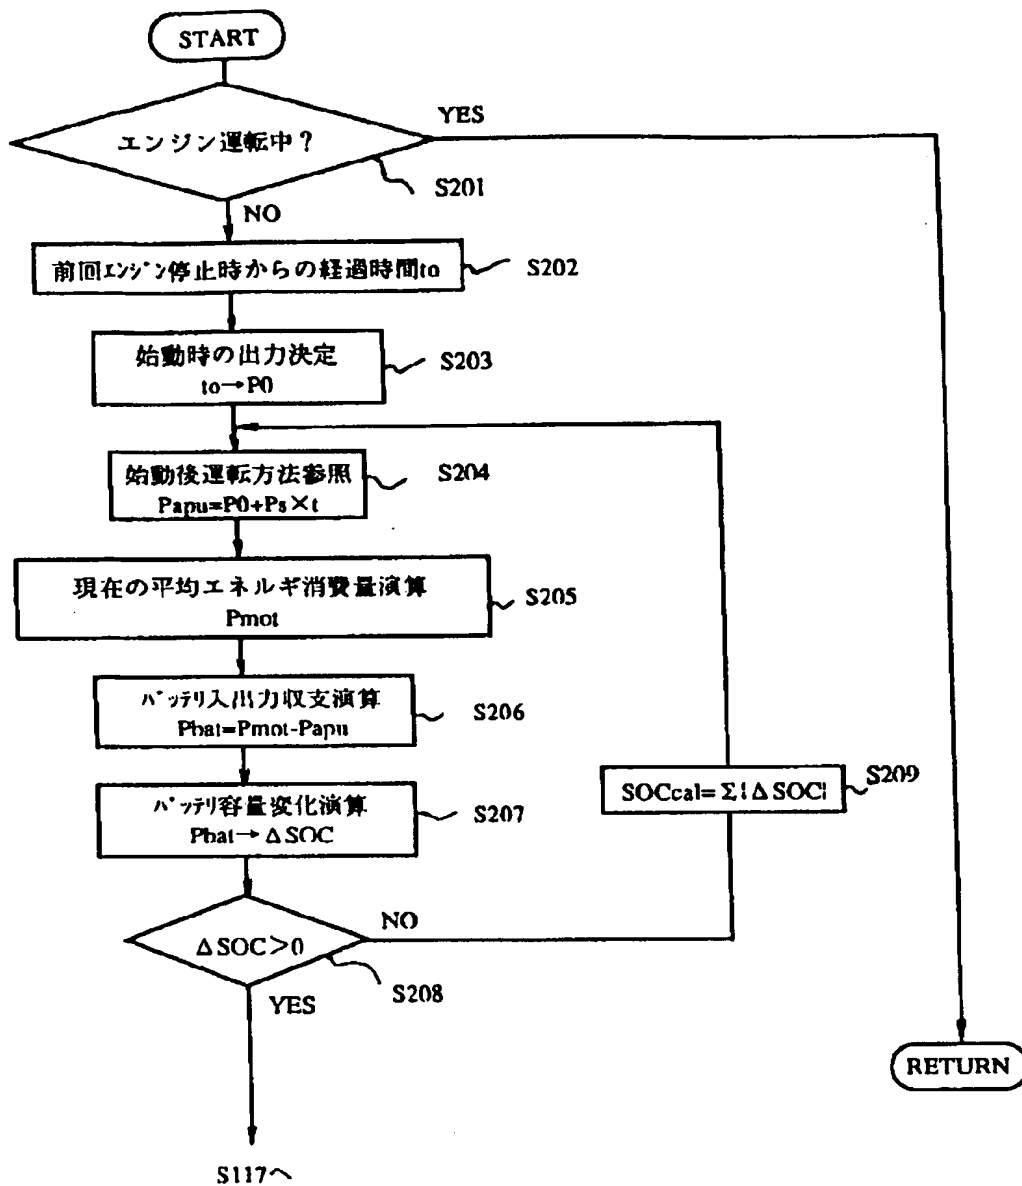 START
エンジン運転中?
YES
S201
NO
前回エンジン停止時からの経過時間to
S202
始動時の出力決定
to→P0
S203
始動後運転方法参照
Papu=P0+Ps×t
S204
現在の平均エネルギ消費量演算
Pmot
S205
バッテリ入出力収支演算
Pbat=Pmot-Papu
S206
バッテリ容量変化演算
Pbat→ΔSOC
S207
SOCcal=Σ|ΔSOC|
S209
ΔSOC>0
NO
S208
YES
RETURN
S117へ